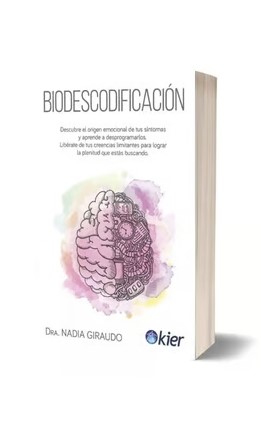 BIODESCODIFICACIÓN
Descubre el origen emocional de tus síntomas
y aprende a desprogramarlos.
Libérate de tus creencias limitantes para lograr
la plenitud que estás buscando.
DRA. NADIA GIRAUDO
kier